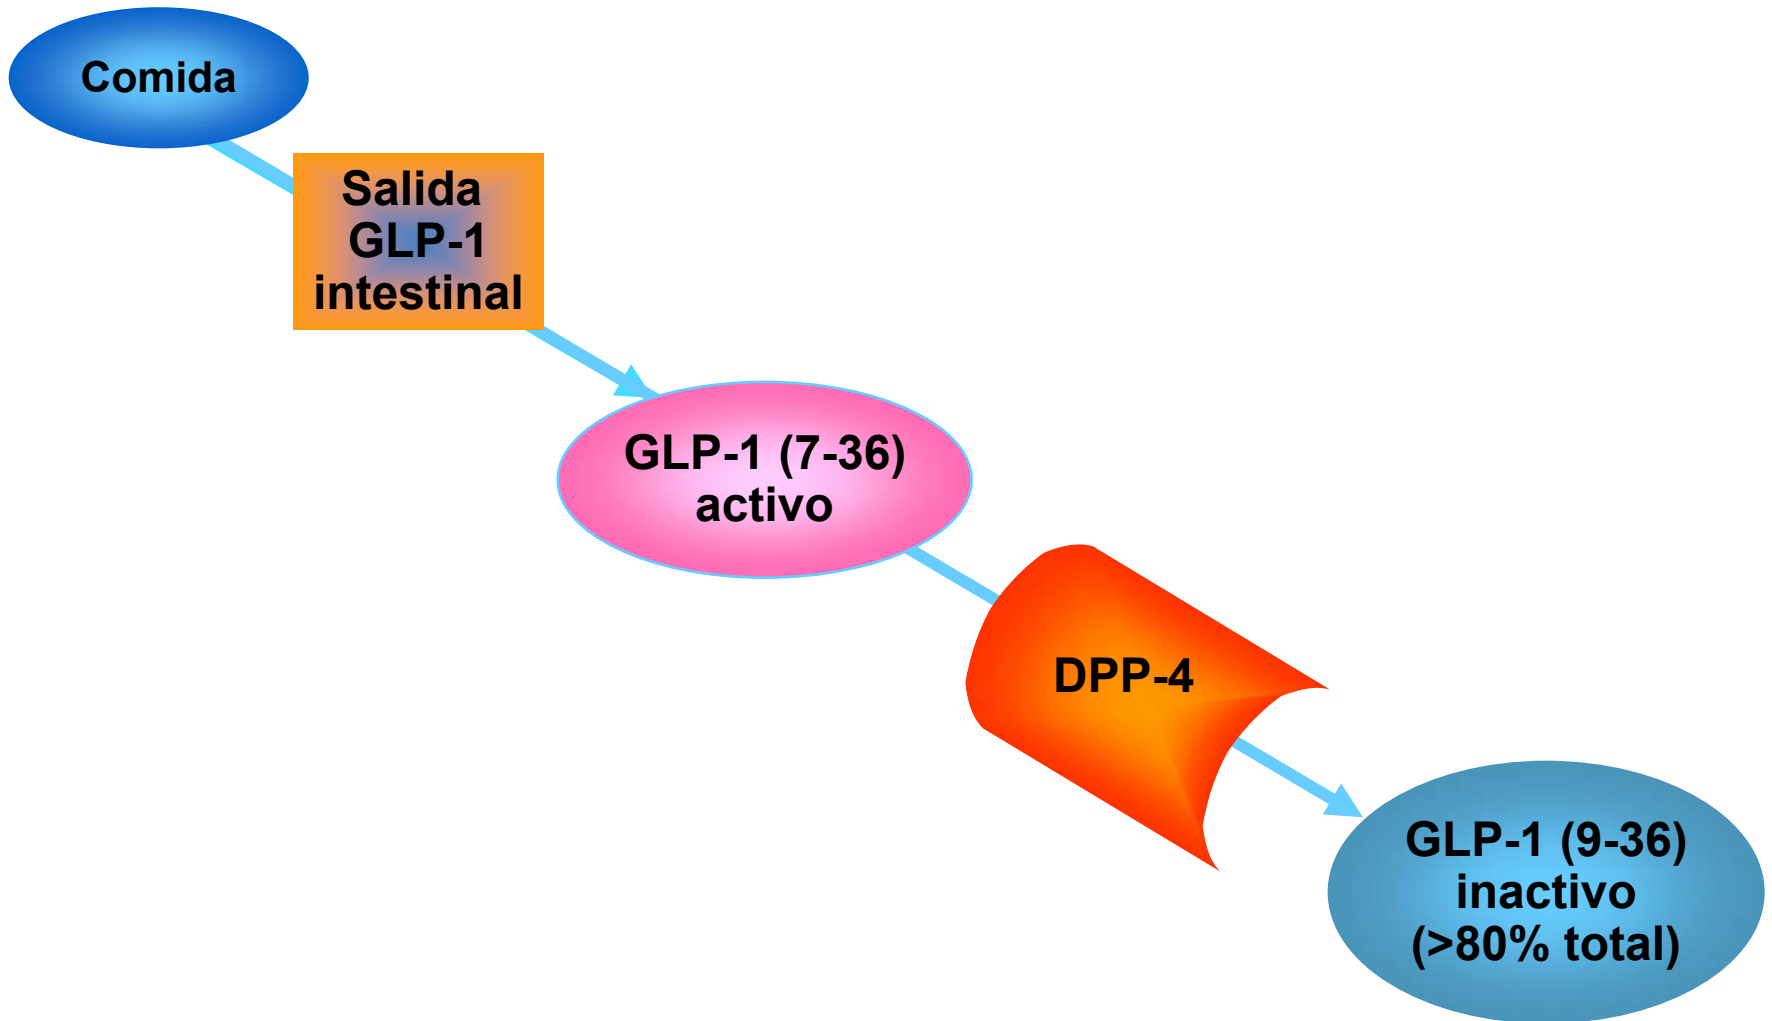 Comida
Salida
GLP-1
intestinal
GLP-1 (7-36)
activo
DPP-4
GLP-1 (9-36)
inactivo
(>80% total)